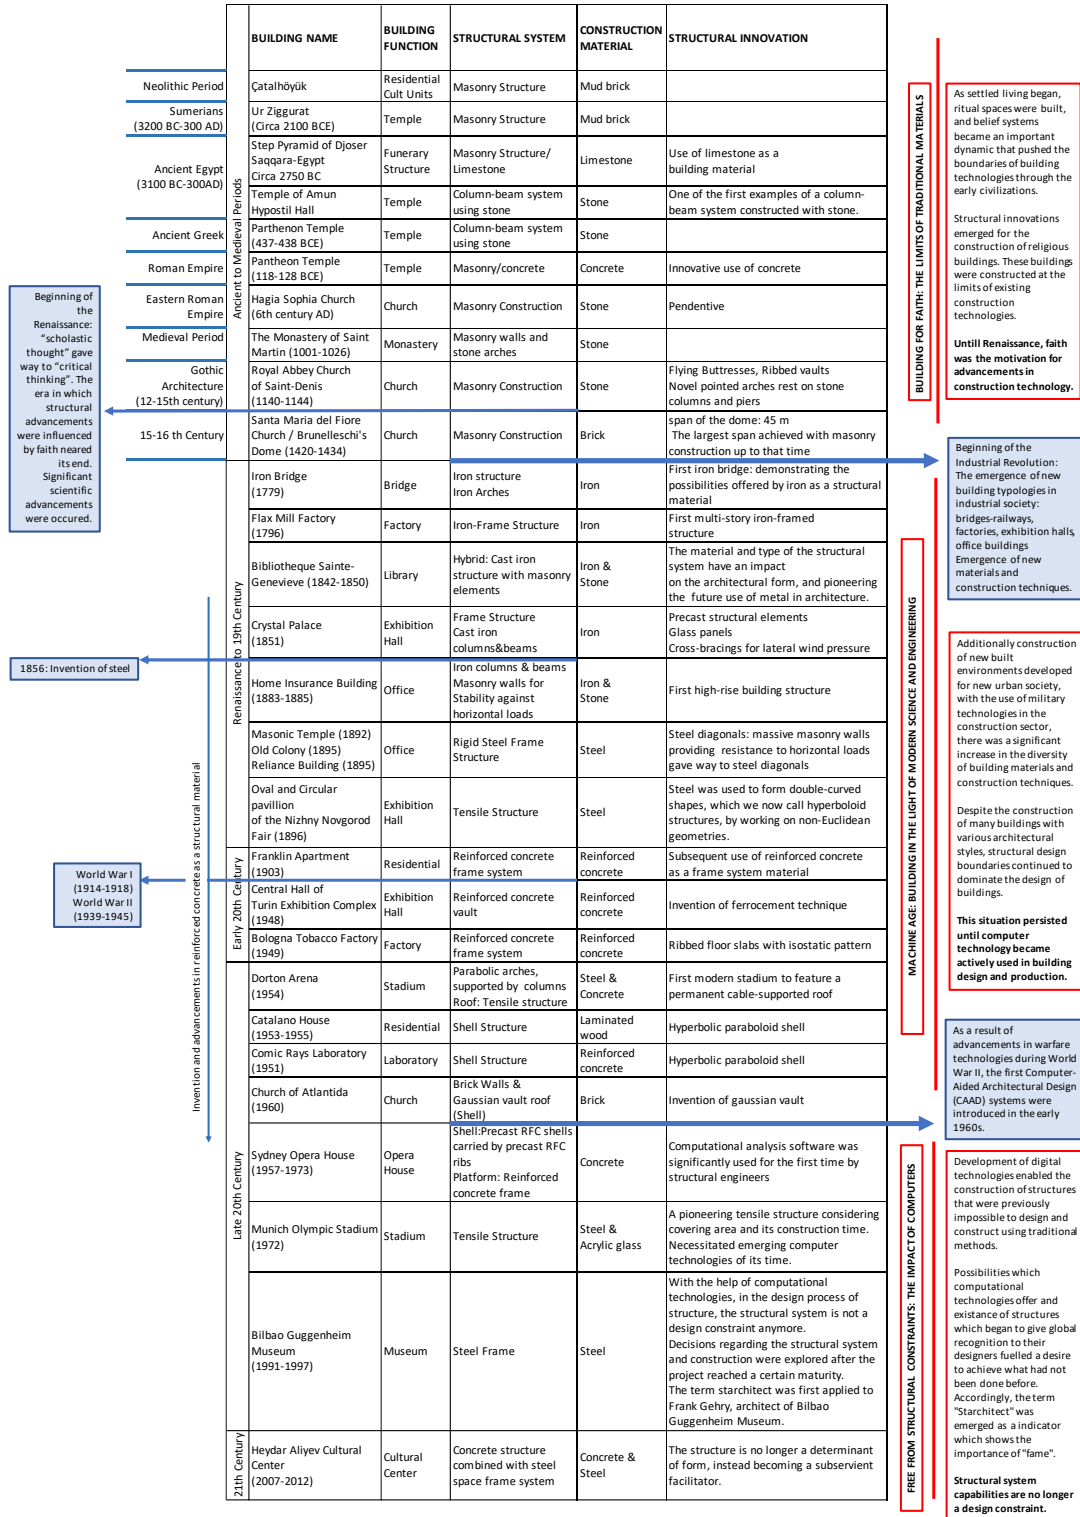 BUILDING NAME
BUILDING
FUNCTION
STRUCTURAL SYSTEM
CONSTRUCTION
MATERIAL
STRUCTURAL INNOVATION
Ancient to Medieval Periods
Neolithic Period
Çatalhöyük
Residential
Cult Units
Masonry Structure
Mud brick
Sumerians
(3200 BC-300 AD)
Ur Ziggurat
(Circa 2100 BCE)
Temple
Masonry Structure
Mud brick
Ancient Egypt
(3100 BC-300AD)
Step Pyramid of Djoser
Saqqara-Egypt
Circa 2750 BC
Funerary
Structure
Masonry Structure/
Limestone
Limestone
Use of limestone as a
building material
Temple of Amun
Hypostil Hall
Temple
Column-beam system
using stone
Stone
One of the first examples of a column-
beam system constructed with stone.
Ancient Greek
Parthenon Temple
(437-438 BCE)
Temple
Column-beam system
using stone
Stone
Roman Empire
Pantheon Temple
(118-128 BCE)
Temple
Masonry/concrete
Concrete
Innovative use of concrete
Eastern Roman
Empire
Hagia Sophia Church
(6th century AD)
Church
Masonry Construction
Stone
Pendentive
Medieval Period
The Monastery of Saint
Martin (1001-1026)
Monastery
Masonry walls and
stone arches
Stone
Gothic
Architecture
(12-15th century)
Royal Abbey Church
of Saint-Denis
(1140-1144)
Church
Masonry Construction
Stone
Flying Buttresses, Ribbed vaults
Novel pointed arches rest on stone
columns and piers
15-16 th Century
Santa Maria del Fiore
Church / Brunelleschi's
Dome (1420-1434)
Church
Masonry Construction
Brick
span of the dome: 45 m
The largest span achieved with masonry
construction up to that time
Renaissance to 19th Century
Iron Bridge
(1779)
Bridge
Iron structure
Iron Arches
Iron
First iron bridge: demonstrating the
possibilities offered by iron as a structural
material
Flax Mill Factory
(1796)
Factory
Iron-Frame Structure
Iron
First multi-story iron-framed
structure
Bibliotheque Sainte-
Genevieve (1842-1850)
Library
Hybrid: Cast iron
structure with masonry
elements
Iron &
Stone
The material and type of the structural
system have an impact
on the architectural form, and pioneering
the future use of metal in architecture.
Crystal Palace
(1851)
Exhibition
Hall
Frame Structure
Cast iron
columns&beams
Iron
Precast structural elements
Glass panels
Cross-bracings for lateral wind pressure
Home Insurance Building
(1883-1885)
Office
Iron columns & beams
Masonry walls for
Stability against
horizontal loads
Iron &
Stone
First high-rise building structure
Masonic Temple (1892)
Old Colony (1895)
Reliance Building (1895)
Office
Rigid Steel Frame
Structure
Steel
Steel diagonals: massive masonry walls
providing resistance to horizontal loads
gave way to steel diagonals
Oval and Circular
pavillion
of the Nizhny Novgorod
Fair (1896)
Exhibition
Hall
Tensile Structure
Steel
Steel was used to form double-curved
shapes, which we now call hyperboloid
structures, by working on non-Euclidean
geometries.
Early 20th Century
Franklin Apartment
(1903)
Residential
Reinforced concrete
frame system
Reinforced
concrete
Subsequent use of reinforced concrete
as a frame system material
Central Hall of
Turin Exhibition Complex
(1948)
Exhibition
Hall
Reinforced concrete
vault
Reinforced
concrete
Invention of ferrocement technique
Bologna Tobacco Factory
(1949)
Factory
Reinforced concrete
frame system
Reinforced
concrete
Ribbed floor slabs with isostatic pattern
Late 20th Century
Dorton Arena
(1954)
Stadium
Parabolic arches,
supported by columns
Roof: Tensile structure
Steel &
Concrete
First modern stadium to feature a
permanent cable-supported roof
Catalano House
(1953-1955)
Residential
Shell Structure
Laminated
wood
Hyperbolic paraboloid shell
Comic Rays Laboratory
(1951)
Laboratory
Shell Structure
Reinforced
concrete
Hyperbolic paraboloid shell
Church of Atlantida
(1960)
Church
Brick Walls &
Gaussian vault roof
(Shell)
Brick
Invention of gaussian vault
Sydney Opera House
(1957-1973)
Opera
House
Shell:Precast RFC shells
carried by precast RFC
ribs
Platform: Reinforced
concrete frame
Concrete
Computational analysis software was
significantly used for the first time by
structural engineers
Munich Olympic Stadium
(1972)
Stadium
Tensile Structure
Steel &
Acrylic glass
A pioneering tensile structure considering
covering area and its construction time.
Necessitated emerging computer
technologies of its time.
Bilbao Guggenheim
Museum
(1991-1997)
Museum
Steel Frame
Steel
With the help of computational
technologies, in the design process of
structure, the structural system is not a
design constraint anymore.
Decisions regarding the structural system
and construction were explored after the
project reached a certain maturity.
The term starchitect was first applied to
Frank Gehry, architect of Bilbao
Guggenheim Museum.
21th Century
Heydar Aliyev Cultural
Center
(2007-2012)
Cultural
Center
Concrete structure
combined with steel
space frame system
Concrete &
Steel
The structure is no longer a determinant
of form, instead becoming a subservient
facilitator.
Beginning of
the
Renaissance:
"scholastic
thought" gave
way to "critical
thinking". The
era in which
structural
advancements
were influenced
by faith neared
its end.
Significant
scientific
advancements
were occured.
1856: Invention of steel
Invention and advancements in reinforced concrete as a structural material
World War I
(1914-1918)
World War II
(1939-1945)
BUILDING FOR FAITH: THE LIMITS OF TRADITIONAL MATERIALS
As settled living began,
ritual spaces were built,
and belief systems
became an important
dynamic that pushed the
boundaries of building
technologies through the
early civilizations.
Structural innovations
emerged for the
construction of religious
buildings. These buildings
were constructed at the
limits of existing
construction
technologies.
Untill Renaissance, faith
was the motivation for
advancements in
construction technology.
Beginning of the
Industrial Revolution:
The emergence of new
building typologies in
industrial society:
bridges-railways,
factories, exhibition halls,
office buildings
Emergence of new
materials and
construction techniques.
MACHINE AGE: BUILDING IN THE LIGHT OF MODERN SCIENCE AND ENGINEERING
Additionally construction
of new built
environments developed
for new urban society,
with the use of military
technologies in the
construction sector,
there was a significant
increase in the diversity
of building materials and
construction techniques.
Despite the construction
of many buildings with
various architectural
styles, structural design
boundaries continued to
dominate the design of
buildings.
This situation persisted
until computer
technology became
actively used in building
design and production.
As a result of
advancements in warfare
technologies during World
War II, the first Computer-
Aided Architectural Design
(CAAD) systems were
introduced in the early
1960s.
FREE FROM STRUCTURAL CONSTRAINTS: THE IMPACT OF COMPUTERS
Development of digital
technologies enabled the
construction of structures
that were previously
impossible to design and
construct using traditional
methods.
Possibilities which
computational
technologies offer and
existance of structures
which began to give global
recognition to their
designers fuelled a desire
to achieve what had not
been done before.
Accordingly, the term
"Starchitect" was
emerged as a indicator
which shows the
importance of "fame".
Structural system
capabilities are no longer
a design constraint.